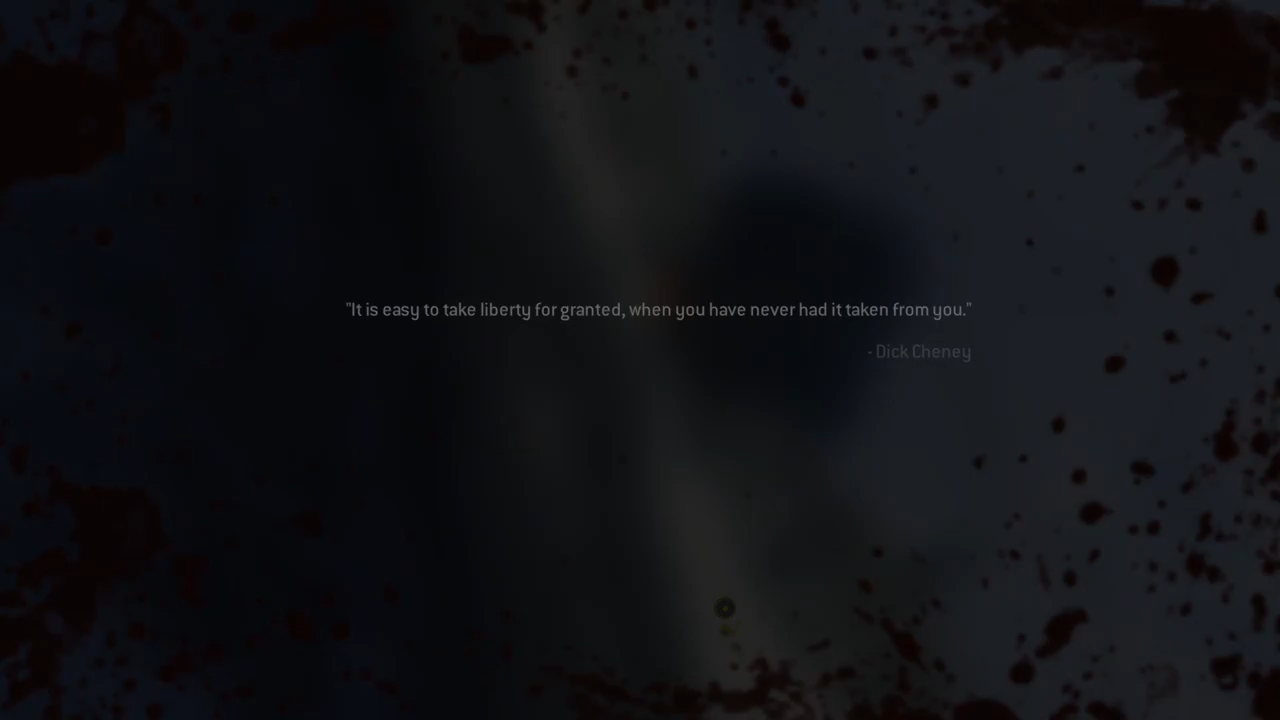 "It is easy to take liberty for granted, when you have never had it taken from you."
- Dick Cheney